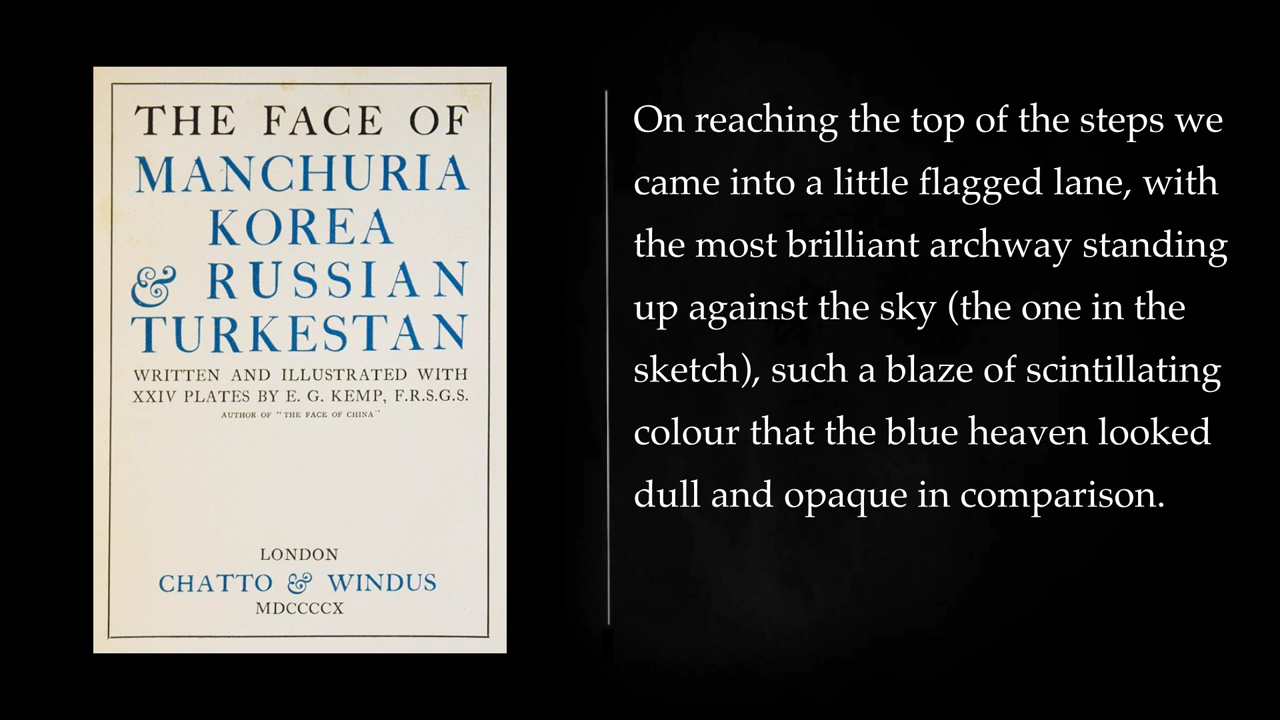 THE FACE OF
MANCHURIA
KOREA
& RUSSIAN
TURKESTAN
WRITTEN AND ILLUSTRATED WITH
XXIV PLATES BY E. G. KEMP, F.R.S.G.S.
AUTHOR OF "THE FACE OF CHINA"
LONDON
CHATTO & WINDUS
MDCCCCX
On reaching the top of the steps we
came into a little flagged lane, with
the most brilliant archway standing
up against the sky (the one in the
sketch), such a blaze of scintillating
colour that the blue heaven looked
dull and opaque in comparison.